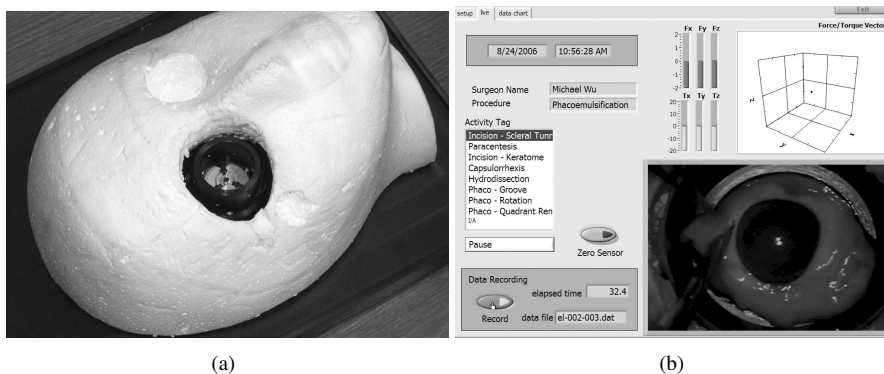 setup live data chart
Exit
Force/Torque Vector
8/24/2006 10:56:28 AM
Fx Fy Fz
2
1
0
-1
-2
Tx Ty Tz
20
10
0
-10
-20
z
y
Surgeon Name Michael Wu
Procedure Phacoemulsification
Activity Tag
Incision - Scleral Tunn
Paracentesis
Incision - Keratome
Capsulorrhexis
Hydrodissection
Phaco - Groove
Phaco - Rotation
Phaco - Quadrant Ren
I/A
Pause
Zero Sensor
Data Recording
elapsed time 32.4
Record
data file el-002-003.dat
(a)
(b)